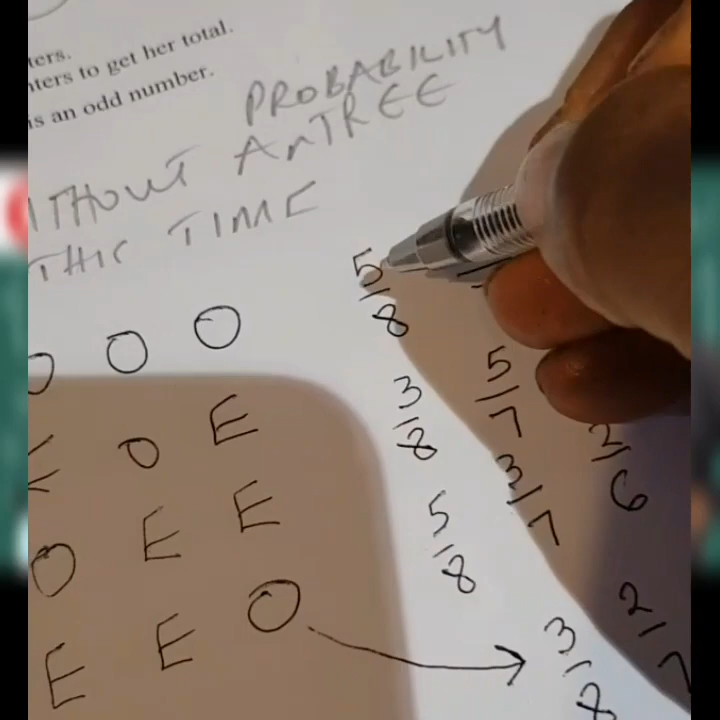 ters.
nters to get her total.
is an odd number.
PROBABILITY
WITHOUT A TREE
THIS TIME
O O O 5/8
O E 3/8 5/7 2/6
O E E 5/8 3/7
E E O 3/8 2/7